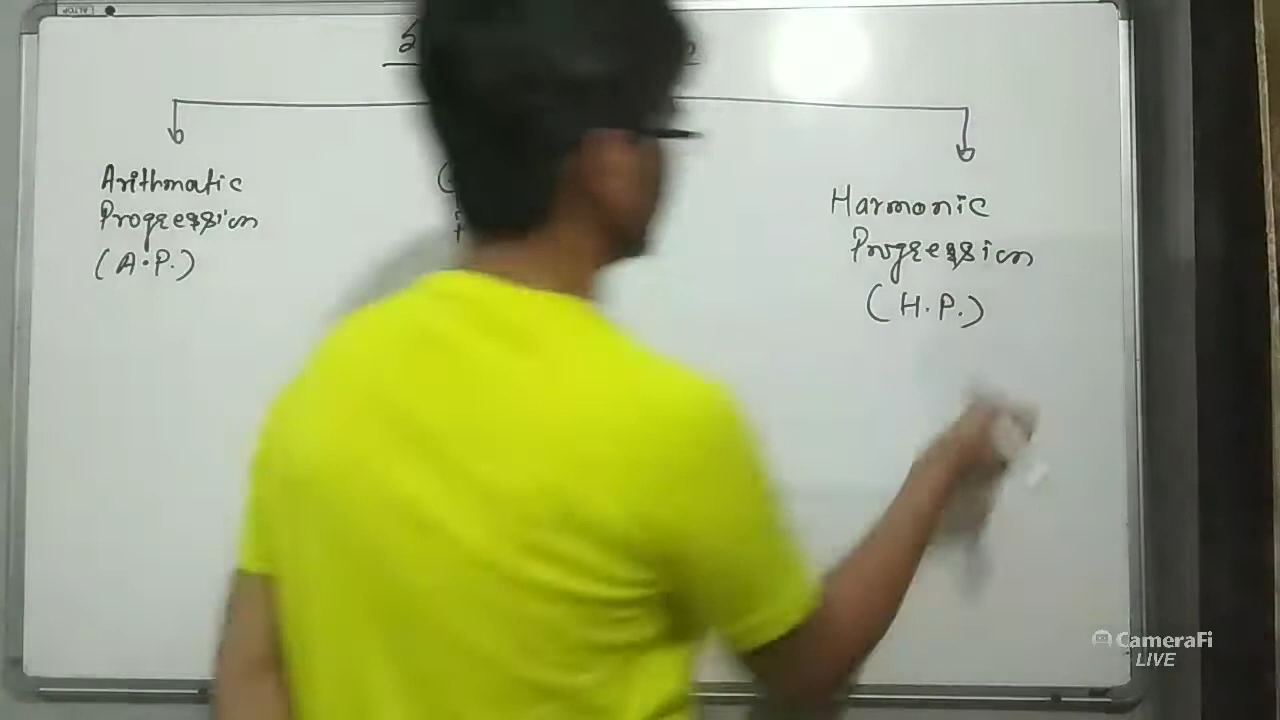 Arithmatic
Progression
(A.P.)
Harmonic
Progression
(H.P.)
CameraFi
LIVE